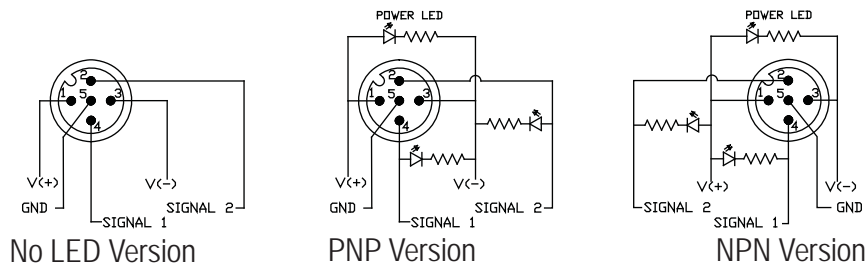 POWER LED
POWER LED
2
1 5 3
4
2
1 5 3
4
2
1 5 3
4
V(+) V(-)
GND SIGNAL 2
SIGNAL 1
No LED Version
V(+) V(-)
GND SIGNAL 2
SIGNAL 1
PNP Version
V(+) V(-)
SIGNAL 2 GND
SIGNAL 1
NPN Version